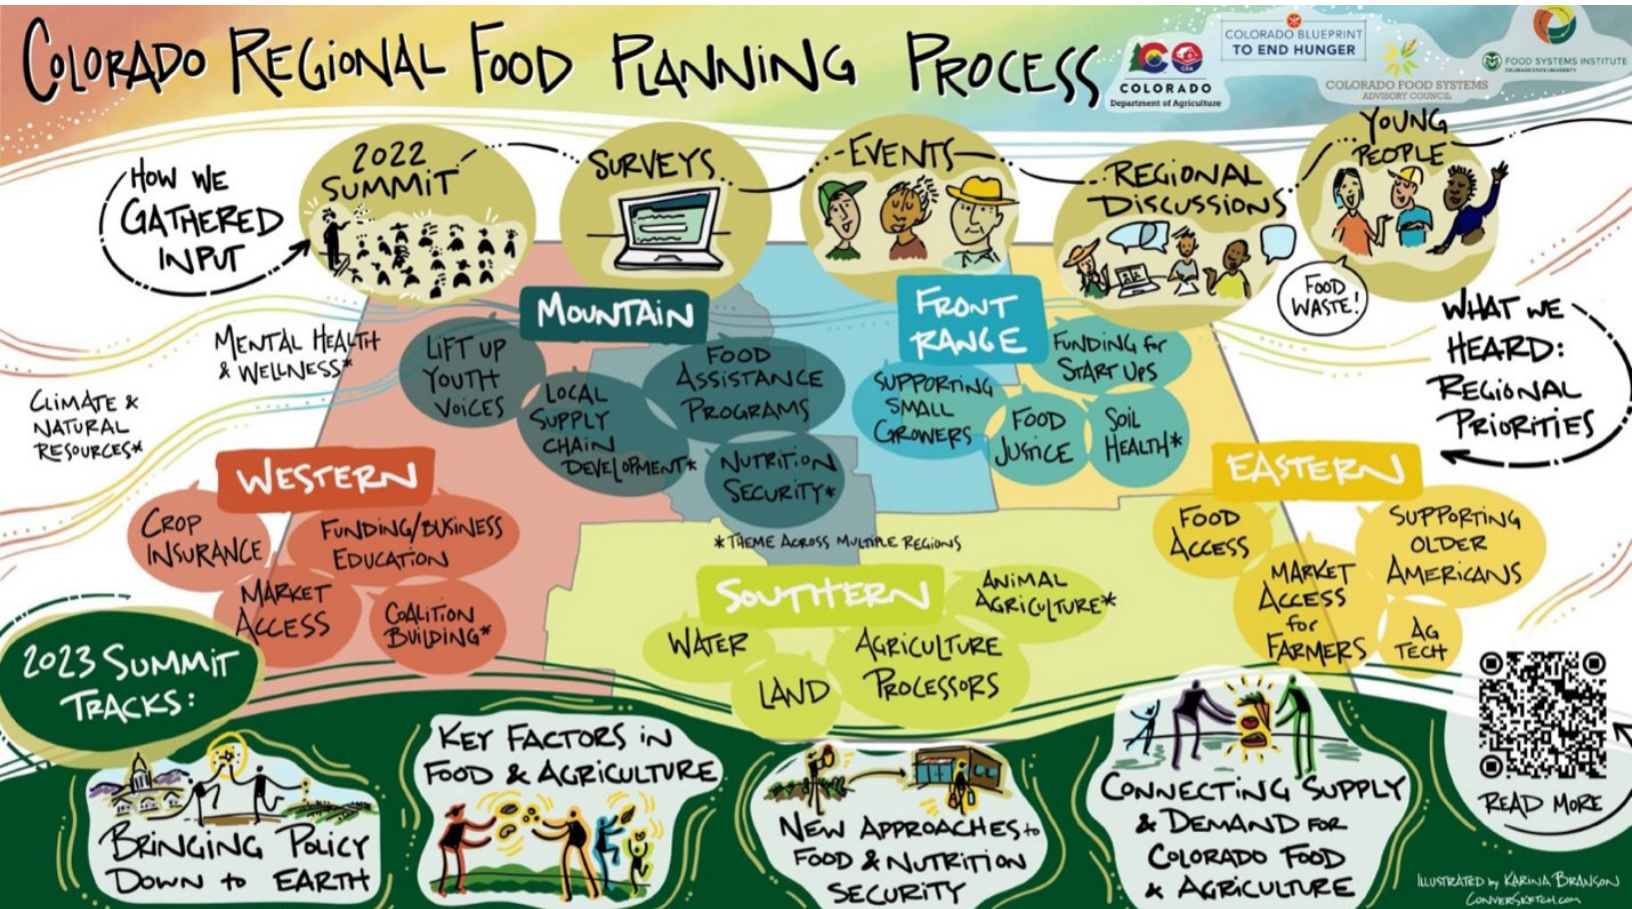 COLORADO REGIONAL FOOD PLANNING PROCESS
CO
CDA
COLORADO
Department of Agriculture
COLORADO BLUEPRINT
TO END HUNGER
COLORADO FOOD SYSTEMS
ADVISORY COUNCIL
FOOD SYSTEMS INSTITUTE
COLORADO STATE UNIVERSITY
HOW WE
GATHERED
INPUT
2022
SUMMIT
SURVEYS
EVENTS
REGIONAL
DISCUSSIONS
YOUNG
PEOPLE
FOOD
WASTE!
WHAT WE
HEARD:
REGIONAL
PRIORITIES
MENTAL HEALTH
& WELLNESS*
CLIMATE &
NATURAL
RESOURCES*
MOUNTAIN
LIFT UP
YOUTH
VOICES
LOCAL
SUPPLY
CHAIN
DEVELOPMENT*
FOOD
ASSISTANCE
PROGRAMS
NUTRITION
SECURITY*
FRONT
RANGE
FUNDING for
START UPS
SUPPORTING
SMALL
GROWERS
FOOD
JUSTICE
SOIL
HEALTH*
WESTERN
CROP
INSURANCE
FUNDING/BUSINESS
EDUCATION
MARKET
ACCESS
COALITION
BUILDING*
*THEME ACROSS MULTIPLE REGIONS
SOUTHERN
ANIMAL
AGRICULTURE*
WATER
LAND
AGRICULTURE
PROCESSORS
EASTERN
FOOD
ACCESS
SUPPORTING
OLDER
AMERICANS
MARKET
ACCESS
for
FARMERS
AG
TECH
2023 SUMMIT
TRACKS:
BRINGING POLICY
DOWN to EARTH
KEY FACTORS in
FOOD & AGRICULTURE
NEW APPROACHES to
FOOD & NUTRITION
SECURITY
CONNECTING SUPPLY
& DEMAND FOR
COLORADO FOOD
& AGRICULTURE
READ MORE
ILLUSTRATED by KARINA BRANSON
CONVERSKETCH.COM